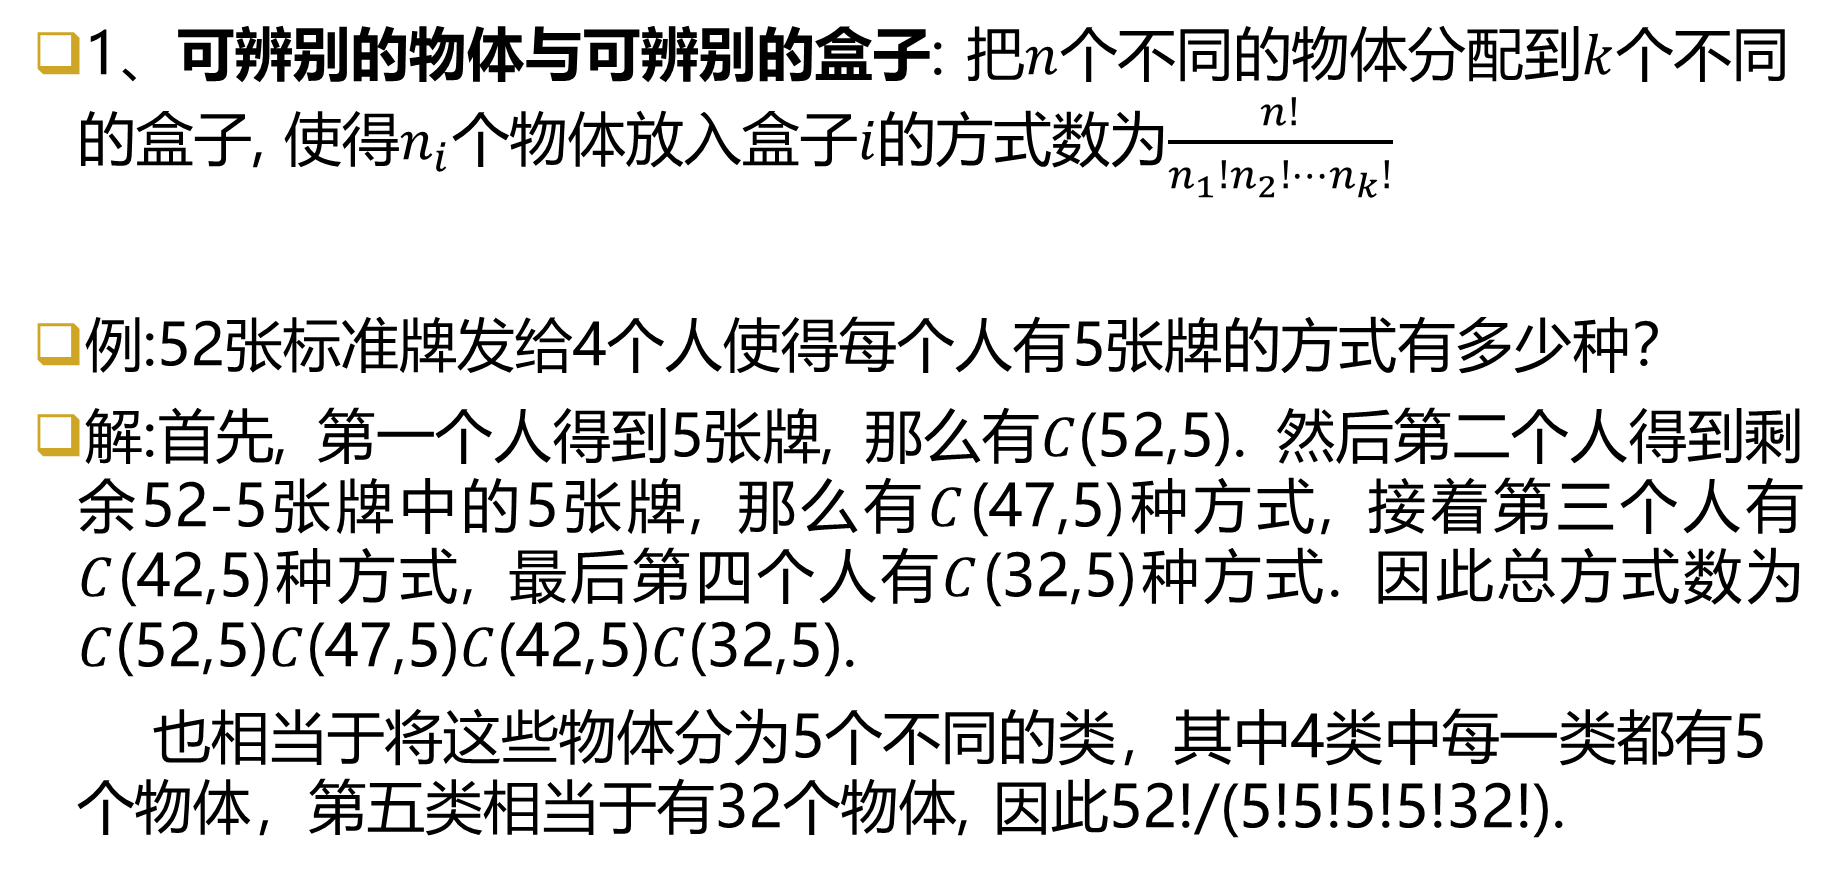 ❑1、可辨别的物体与可辨别的盒子: 把n个不同的物体分配到k个不同
的盒子, 使得nᵢ个物体放入盒子i的方式数为n!/(n₁!n₂!⋯nₖ!)
❑例:52张标准牌发给4个人使得每个人有5张牌的方式有多少种?
❑解:首先, 第一个人得到5张牌, 那么有C(52,5). 然后第二个人得到剩
余52-5张牌中的5张牌, 那么有C(47,5)种方式, 接着第三个人有
C(42,5)种方式, 最后第四个人有C(32,5)种方式. 因此总方式数为
C(52,5)C(47,5)C(42,5)C(32,5).
也相当于将这些物体分为5个不同的类，其中4类中每一类都有5
个物体，第五类相当于有32个物体, 因此52!/(5!5!5!5!32!).